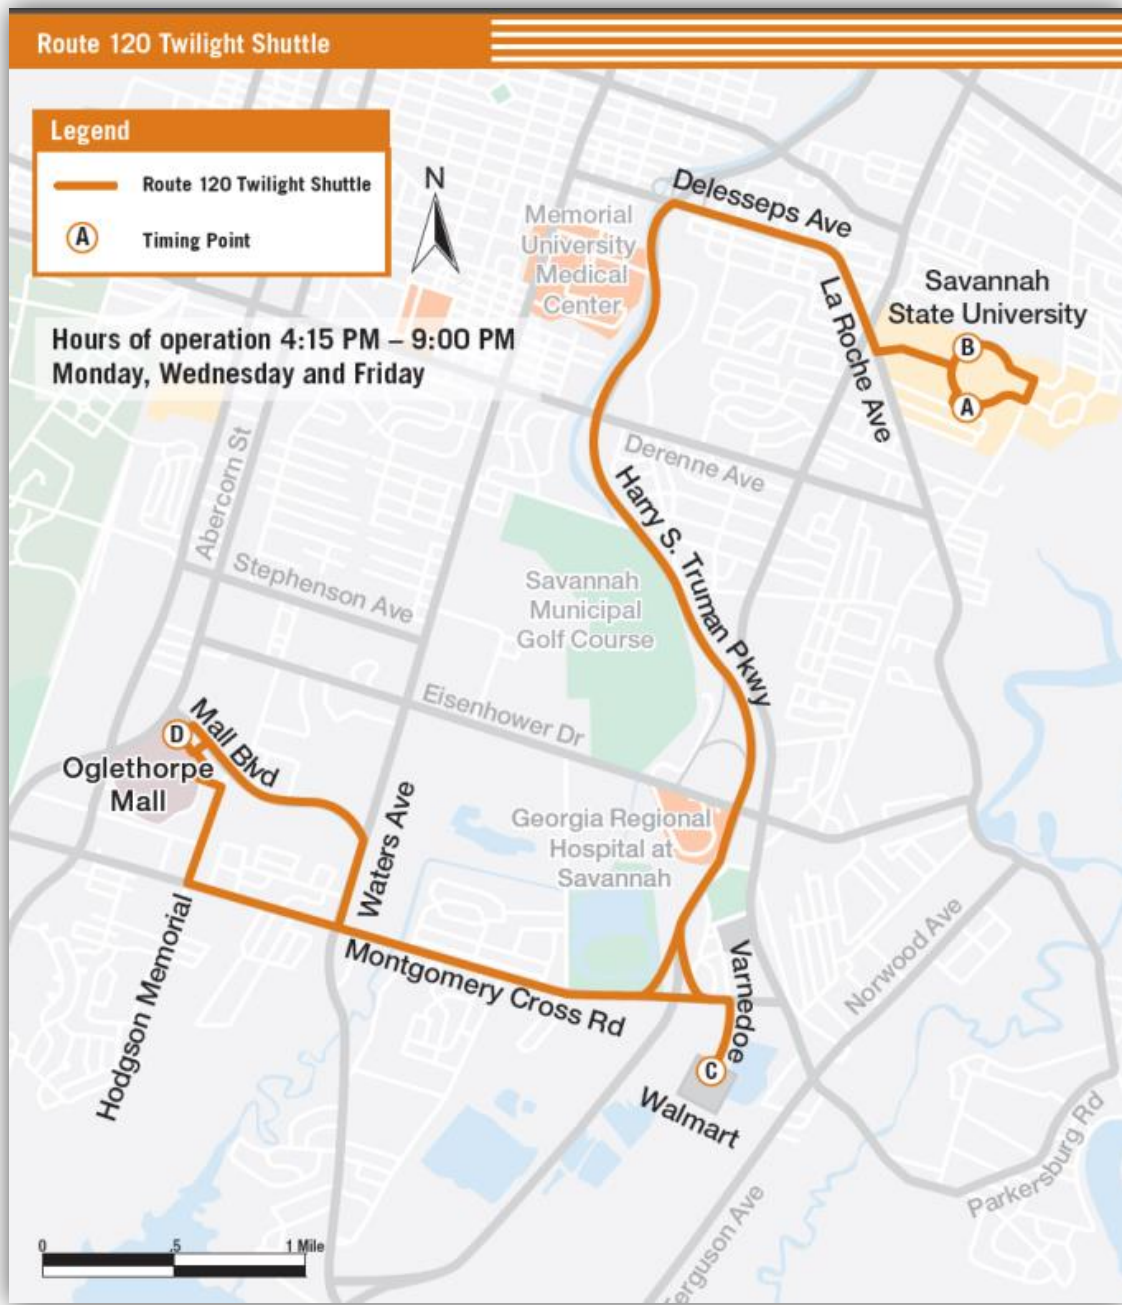 Route 120 Twilight Shuttle
Legend
Route 120 Twilight Shuttle
A
Timing Point
N
Hours of operation 4:15 PM – 9:00 PM
Monday, Wednesday and Friday
Memorial
University
Medical
Center
Delesseps Ave
La Roche Ave
Savannah
State University
B
A
Derenne Ave
Abercorn St
Stephenson Ave
Harry S. Truman Pkwy
Savannah
Municipal
Golf Course
Eisenhower Dr
D
Mall Blvd
Oglethorpe
Mall
Waters Ave
Georgia Regional
Hospital at
Savannah
Hodgson Memorial
Montgomery Cross Rd
Varnedoe
Norwood Ave
C
Walmart
Parkersburg Rd
Ferguson Ave
0 .5 1 Mile